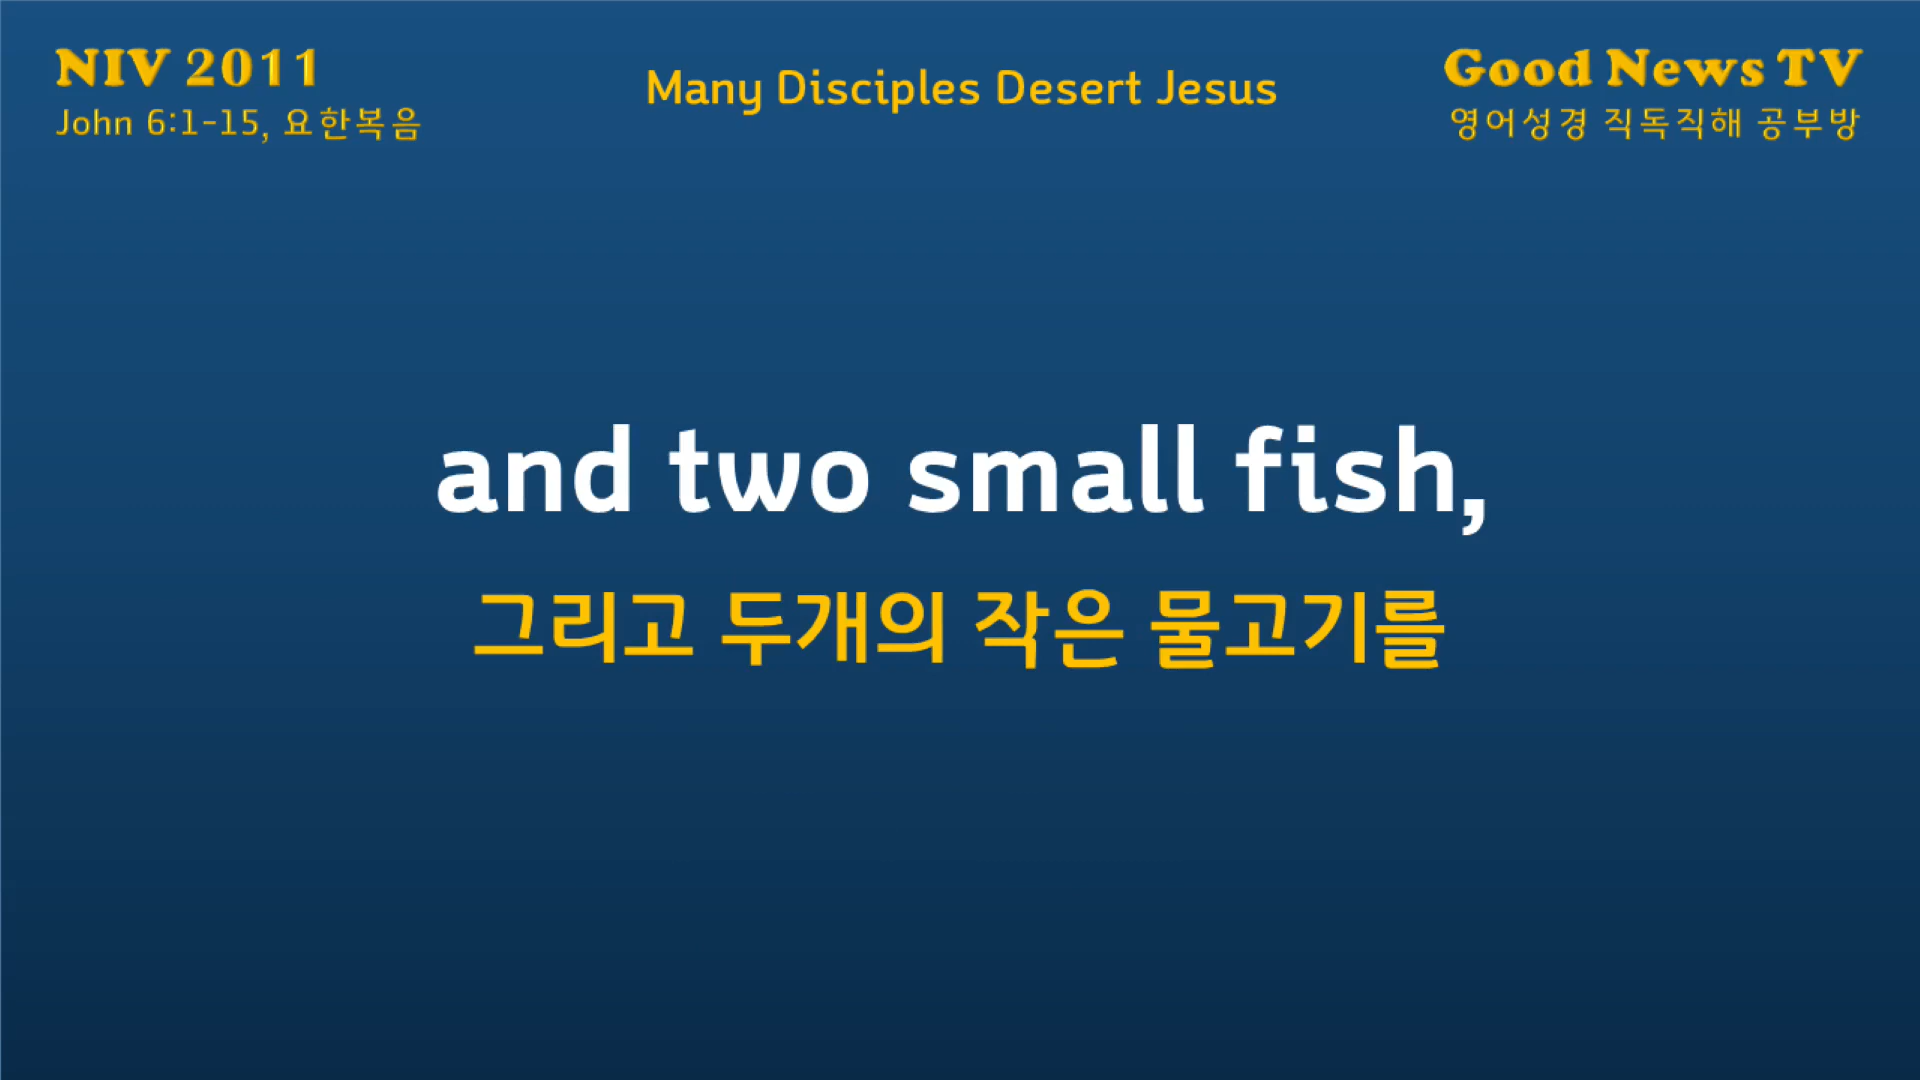 NIV 2011
John 6:1-15, 요한복음
Many Disciples Desert Jesus
Good News TV
영어성경 직독직해 공부방
and two small fish,
그리고 두개의 작은 물고기를